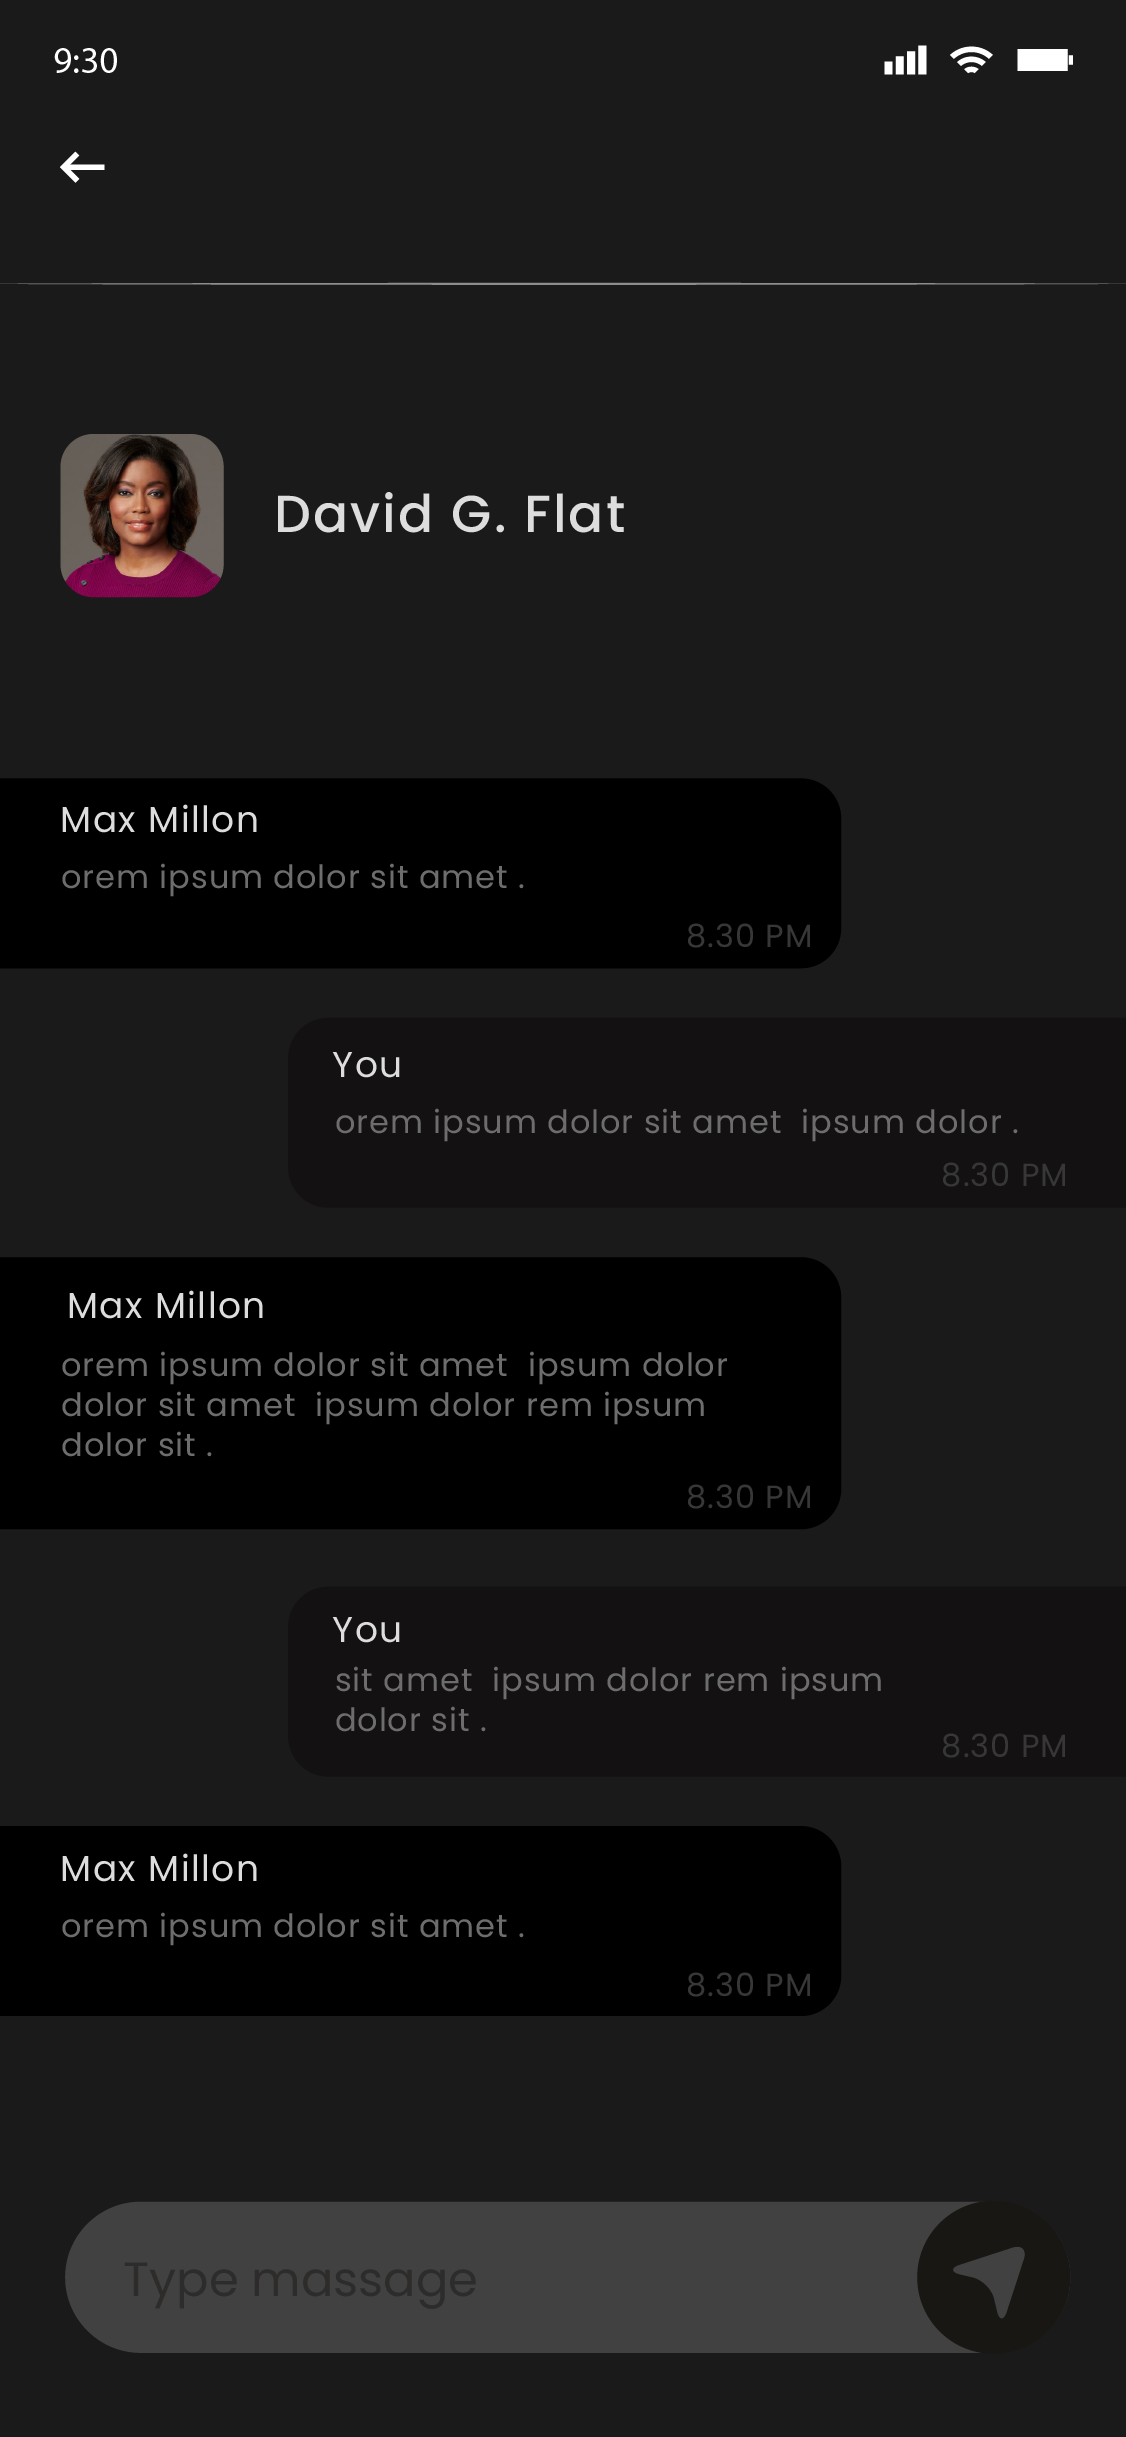 9:30
David G. Flat
Max Millon
orem ipsum dolor sit amet .
8.30 PM
You
orem ipsum dolor sit amet  ipsum dolor .
8.30 PM
Max Millon
orem ipsum dolor sit amet  ipsum dolor
dolor sit amet  ipsum dolor rem ipsum
dolor sit .
8.30 PM
You
sit amet  ipsum dolor rem ipsum
dolor sit .
8.30 PM
Max Millon
orem ipsum dolor sit amet .
8.30 PM
Type massage